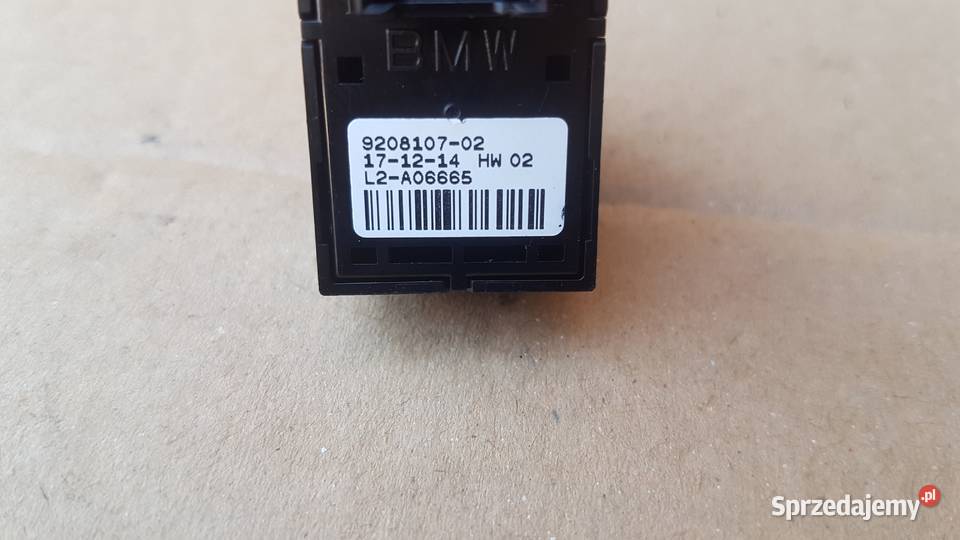 BMW
9208107-02
17-12-14 HW 02
L2-A06665
Sprzedajemy.pl